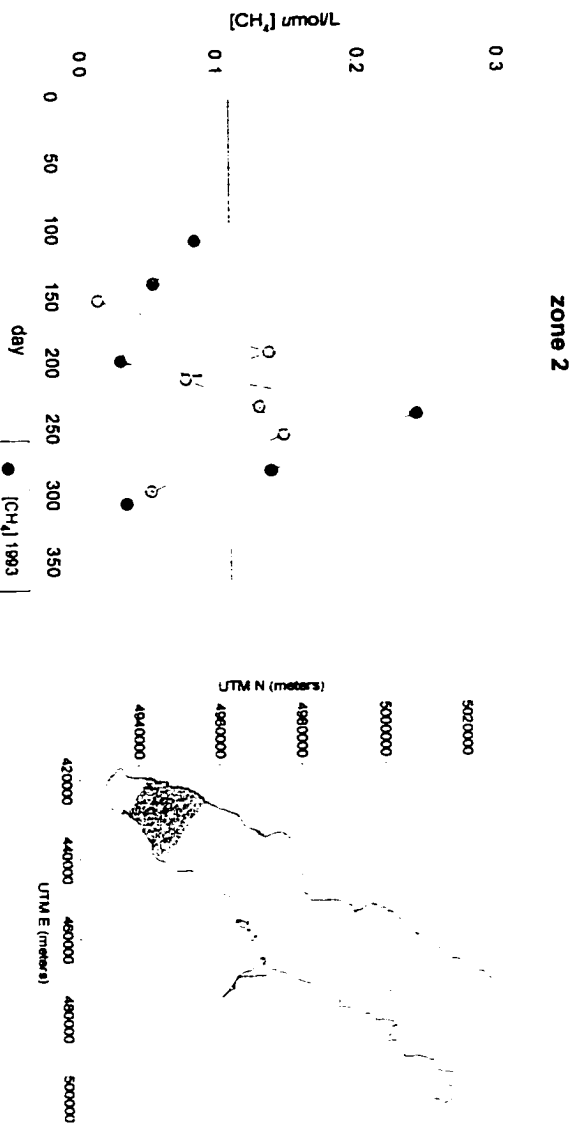 zone 2
[CH₄] umol/L
0 3
0 2
0 1
0 0
0 50 100 150 200 250 300 350
day
[CH₄] 1993
UTM N (meters)
5020000
5000000
4980000
4960000
4940000
420000 440000 460000 480000 500000
UTM E (meters)